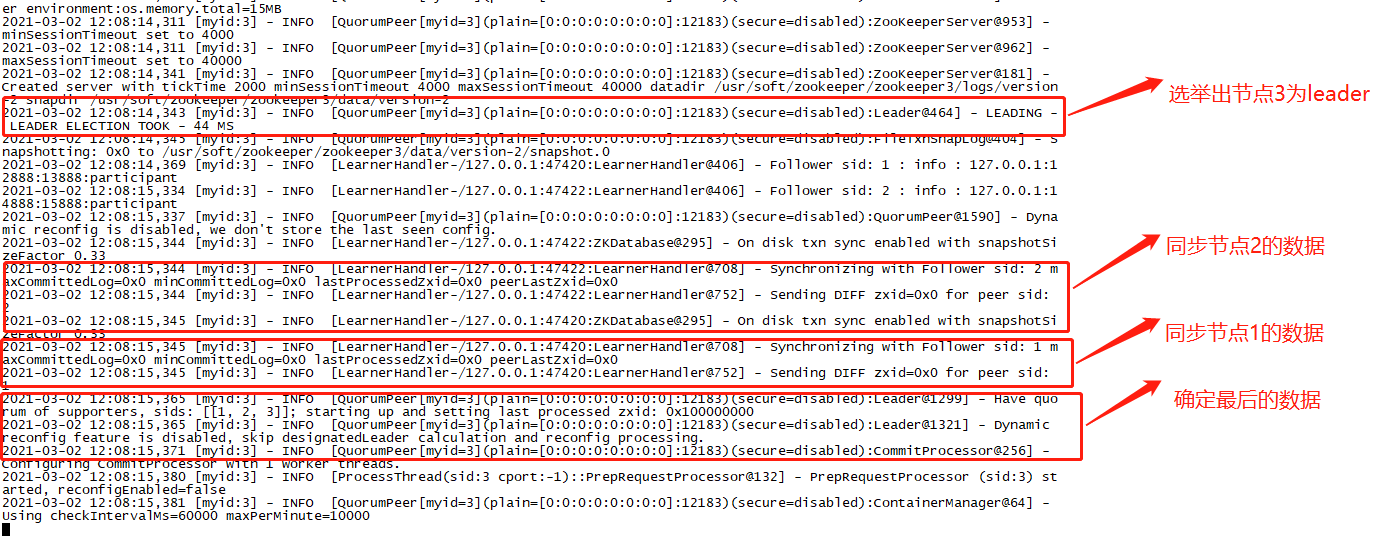 er environment:os.memory.total=15MB
2021-03-02 12:08:14,311 [myid:3] - INFO  [QuorumPeer[myid=3](plain=[0:0:0:0:0:0:0:0]:12183)(secure=disabled):ZooKeeperServer@953] -
minSessionTimeout set to 4000
2021-03-02 12:08:14,311 [myid:3] - INFO  [QuorumPeer[myid=3](plain=[0:0:0:0:0:0:0:0]:12183)(secure=disabled):ZooKeeperServer@962] -
maxSessionTimeout set to 40000
2021-03-02 12:08:14,341 [myid:3] - INFO  [QuorumPeer[myid=3](plain=[0:0:0:0:0:0:0:0]:12183)(secure=disabled):ZooKeeperServer@181] -
Created server with tickTime 2000 minSessionTimeout 4000 maxSessionTimeout 40000 datadir /usr/soft/zookeeper/zookeeper3/logs/version
-2 snapdir /usr/soft/zookeeper/zookeeper3/data/version-2
2021-03-02 12:08:14,343 [myid:3] - INFO  [QuorumPeer[myid=3](plain=[0:0:0:0:0:0:0:0]:12183)(secure=disabled):Leader@464] - LEADING -
LEADER ELECTION TOOK - 44 MS
选举出节点3为leader
2021-03-02 12:08:14,345 [myid:3] - INFO  [QuorumPeer[myid=3](plain=[0:0:0:0:0:0:0:0]:12183)(secure=disabled):FileTxnSnapLog@404] - S
napshotting: 0x0 to /usr/soft/zookeeper/zookeeper3/data/version-2/snapshot.0
2021-03-02 12:08:14,369 [myid:3] - INFO  [LearnerHandler-/127.0.0.1:47420:LearnerHandler@406] - Follower sid: 1 : info : 127.0.0.1:1
2888:13888:participant
2021-03-02 12:08:15,334 [myid:3] - INFO  [LearnerHandler-/127.0.0.1:47422:LearnerHandler@406] - Follower sid: 2 : info : 127.0.0.1:1
4888:15888:participant
2021-03-02 12:08:15,337 [myid:3] - INFO  [QuorumPeer[myid=3](plain=[0:0:0:0:0:0:0:0]:12183)(secure=disabled):QuorumPeer@1590] - Dyna
mic reconfig is disabled, we don't store the last seen config.
2021-03-02 12:08:15,344 [myid:3] - INFO  [LearnerHandler-/127.0.0.1:47422:ZKDatabase@295] - On disk txn sync enabled with snapshotSi
zeFactor 0.33
2021-03-02 12:08:15,344 [myid:3] - INFO  [LearnerHandler-/127.0.0.1:47422:LearnerHandler@708] - Synchronizing with Follower sid: 2 m
axCommittedLog=0x0 minCommittedLog=0x0 lastProcessedZxid=0x0 peerLastZxid=0x0
2021-03-02 12:08:15,344 [myid:3] - INFO  [LearnerHandler-/127.0.0.1:47422:LearnerHandler@752] - Sending DIFF zxid=0x0 for peer sid:
2
同步节点2的数据
2021-03-02 12:08:15,345 [myid:3] - INFO  [LearnerHandler-/127.0.0.1:47420:ZKDatabase@295] - On disk txn sync enabled with snapshotSi
zeFactor 0.33
2021-03-02 12:08:15,345 [myid:3] - INFO  [LearnerHandler-/127.0.0.1:47420:LearnerHandler@708] - Synchronizing with Follower sid: 1 m
axCommittedLog=0x0 minCommittedLog=0x0 lastProcessedZxid=0x0 peerLastZxid=0x0
2021-03-02 12:08:15,345 [myid:3] - INFO  [LearnerHandler-/127.0.0.1:47420:LearnerHandler@752] - Sending DIFF zxid=0x0 for peer sid:
1
同步节点1的数据
2021-03-02 12:08:15,365 [myid:3] - INFO  [QuorumPeer[myid=3](plain=[0:0:0:0:0:0:0:0]:12183)(secure=disabled):Leader@1299] - Have quo
rum of supporters, sids: [[1, 2, 3]]; starting up and setting last processed zxid: 0x100000000
2021-03-02 12:08:15,365 [myid:3] - INFO  [QuorumPeer[myid=3](plain=[0:0:0:0:0:0:0:0]:12183)(secure=disabled):Leader@1321] - Dynamic
reconfig feature is disabled, skip designatedLeader calculation and reconfig processing.
确定最后的数据
2021-03-02 12:08:15,371 [myid:3] - INFO  [QuorumPeer[myid=3](plain=[0:0:0:0:0:0:0:0]:12183)(secure=disabled):CommitProcessor@256] -
Configuring CommitProcessor with 1 worker threads.
2021-03-02 12:08:15,380 [myid:3] - INFO  [ProcessThread(sid:3 cport:-1)::PrepRequestProcessor@132] - PrepRequestProcessor (sid:3) st
arted, reconfigEnabled=false
2021-03-02 12:08:15,381 [myid:3] - INFO  [QuorumPeer[myid=3](plain=[0:0:0:0:0:0:0:0]:12183)(secure=disabled):ContainerManager@64] -
Using checkIntervalMs=60000 maxPerMinute=10000